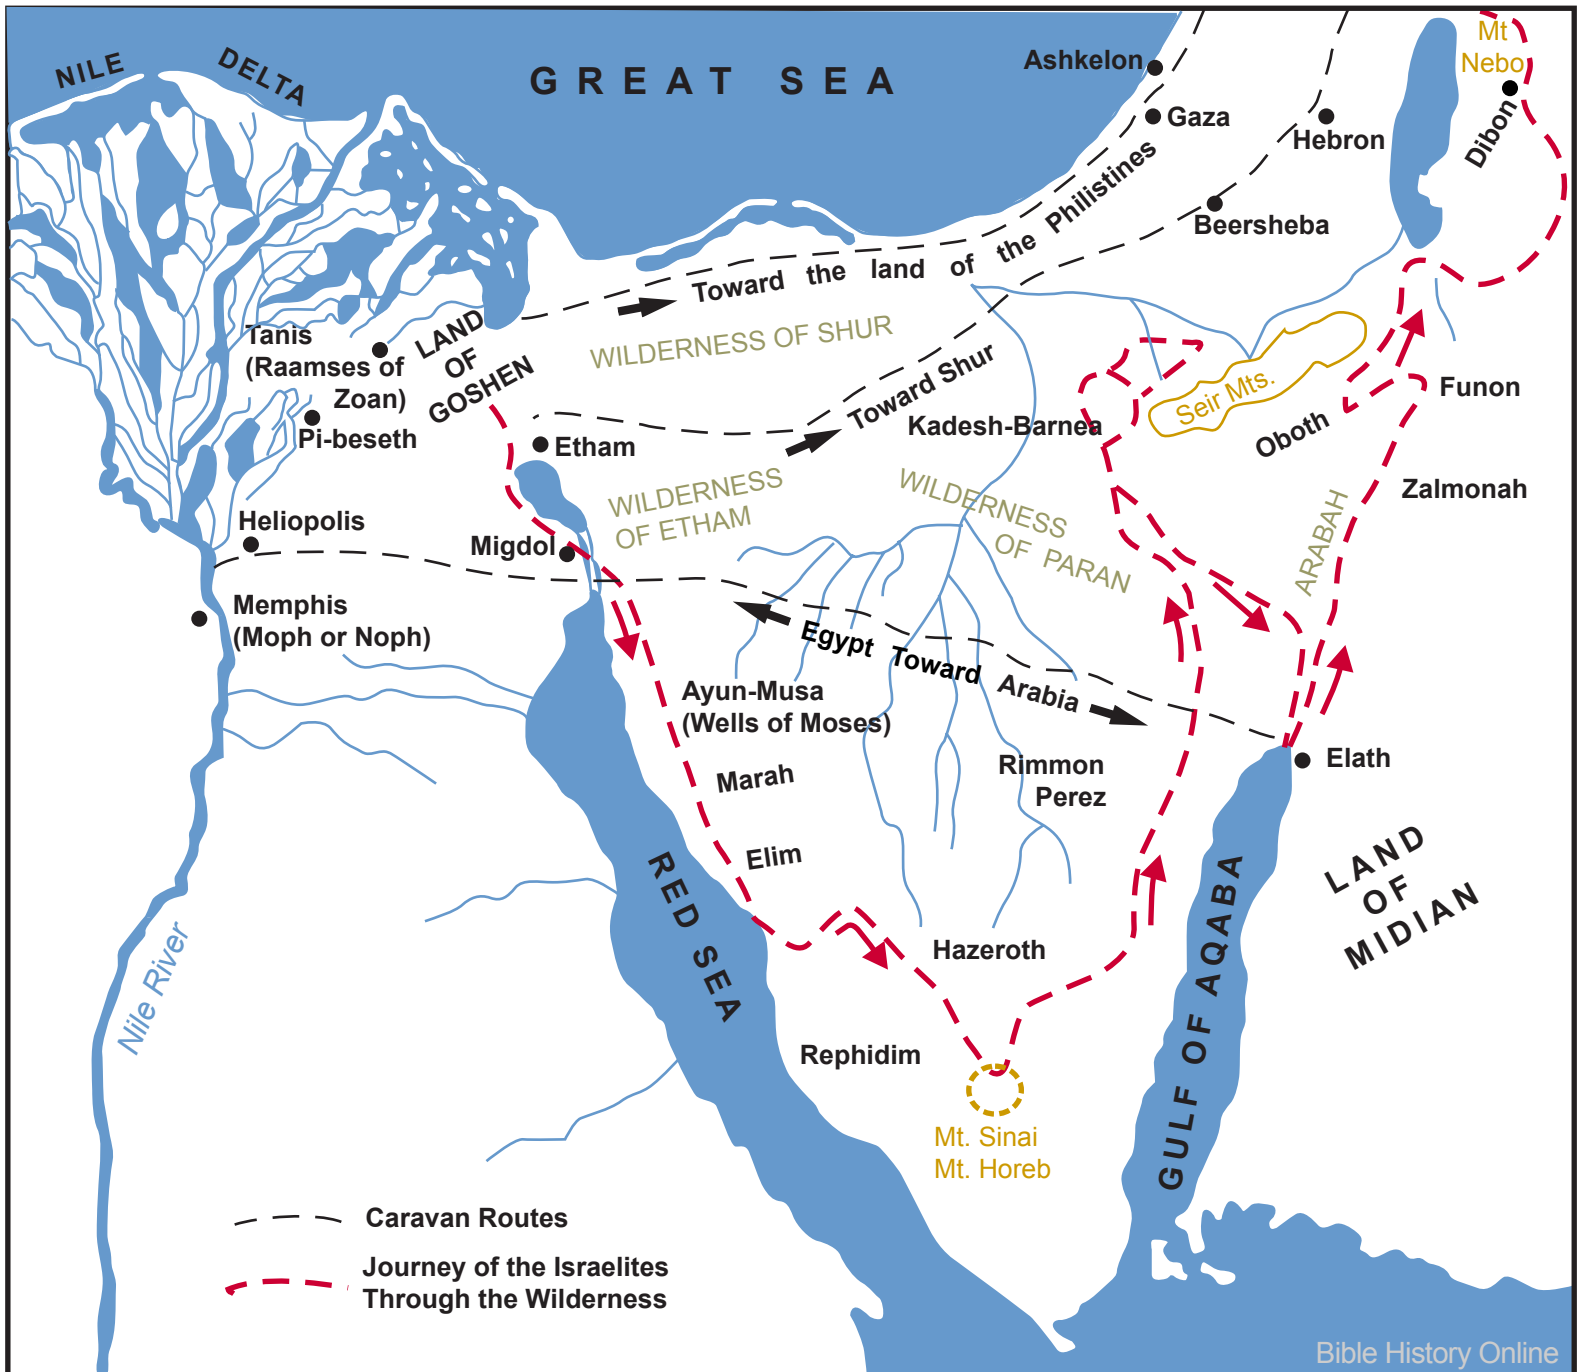 NILE DELTA
GREAT SEA
Ashkelon
Gaza
Hebron
Beersheba
Mt
Nebo
Dibon
Toward the land of the Philistines
WILDERNESS OF SHUR
Tanis
(Raamses of
Zoan)
LAND
OF
GOSHEN
Pi-beseth
Etham
Toward Shur
Kadesh-Barnea
Seir Mts.
Oboth
Funon
Zalmonah
WILDERNESS
OF ETHAM
WILDERNESS
OF PARAN
ARABAH
Heliopolis
Migdol
Memphis
(Moph or Noph)
Egypt Toward Arabia
Ayun-Musa
(Wells of Moses)
Marah
Elim
Rimmon
Perez
Elath
LAND
OF
MIDIAN
RED SEA
GULF OF AQABA
Nile River
Hazeroth
Rephidim
Mt. Sinai
Mt. Horeb
Caravan Routes
Journey of the Israelites
Through the Wilderness
Bible History Online